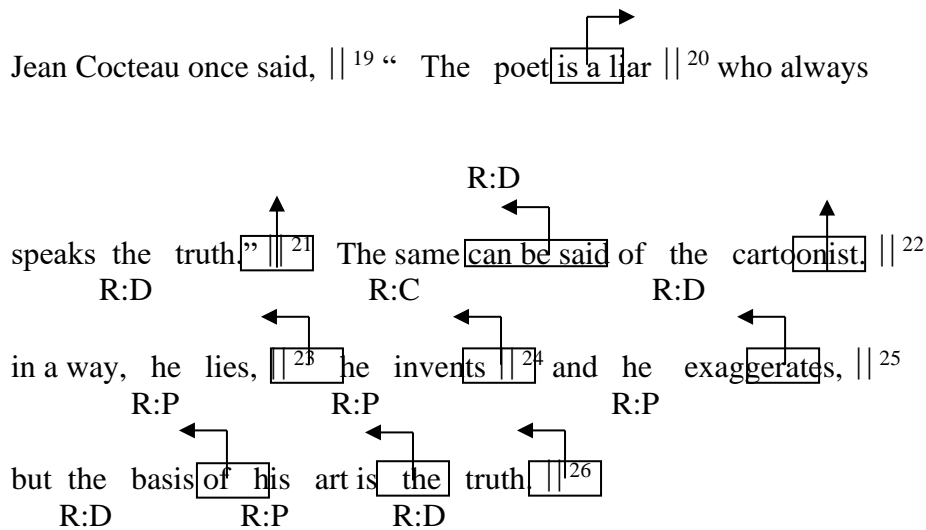 Jean Cocteau once said, || 19 “ The poet is a liar || 20 who always
R:D
speaks the truth.” || 21 The same can be said of the cartoonist. || 22
R:D R:C R:D
in a way, he lies, || 23 he invents || 24 and he exaggerates, || 25
R:P R:P R:P
but the basis of his art is the truth. || 26
R:D R:P R:D